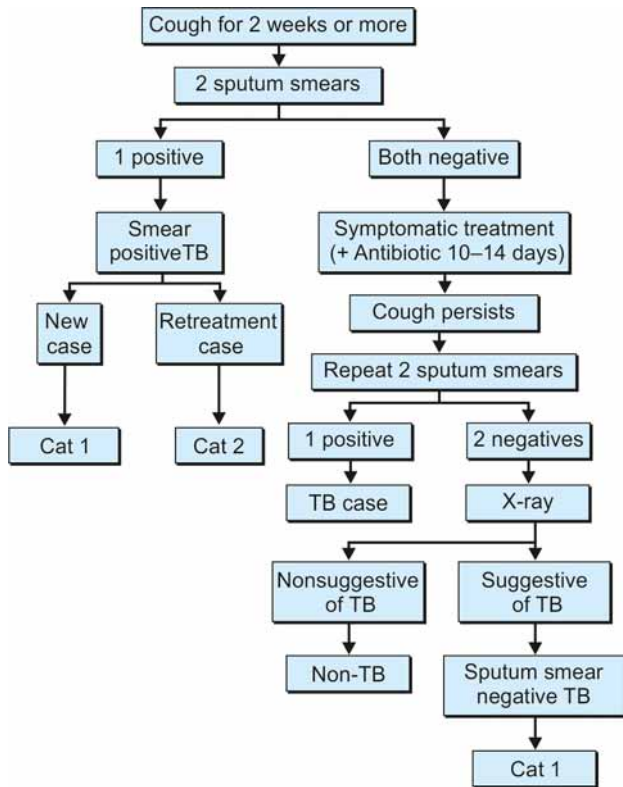 Cough for 2 weeks or more
2 sputum smears
1 positive
Both negative
Smear
positiveTB
Symptomatic treatment
(+ Antibiotic 10–14 days)
New
case
Retreatment
case
Cough persists
Repeat 2 sputum smears
Cat 1
Cat 2
1 positive
2 negatives
TB case
X-ray
Nonsuggestive
of TB
Suggestive
of TB
Non-TB
Sputum smear
negative TB
Cat 1